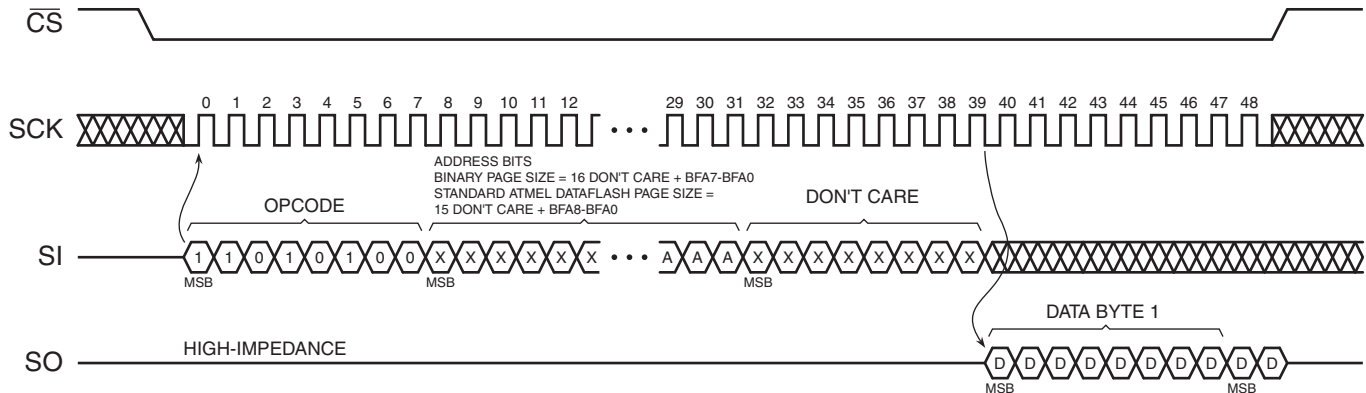 CS
SCK
0 1 2 3 4 5 6 7 8 9 10 11 12 29 30 31 32 33 34 35 36 37 38 39 40 41 42 43 44 45 46 47 48
ADDRESS BITS
BINARY PAGE SIZE = 16 DON'T CARE + BFA7-BFA0
STANDARD ATMEL DATAFLASH PAGE SIZE =
15 DON'T CARE + BFA8-BFA0
OPCODE
DON'T CARE
SI
1 1 0 1 0 1 0 0 X X X X X X A A A X X X X X X X X
MSB MSB MSB
DATA BYTE 1
SO
HIGH-IMPEDANCE
D D D D D D D D D D
MSB MSB